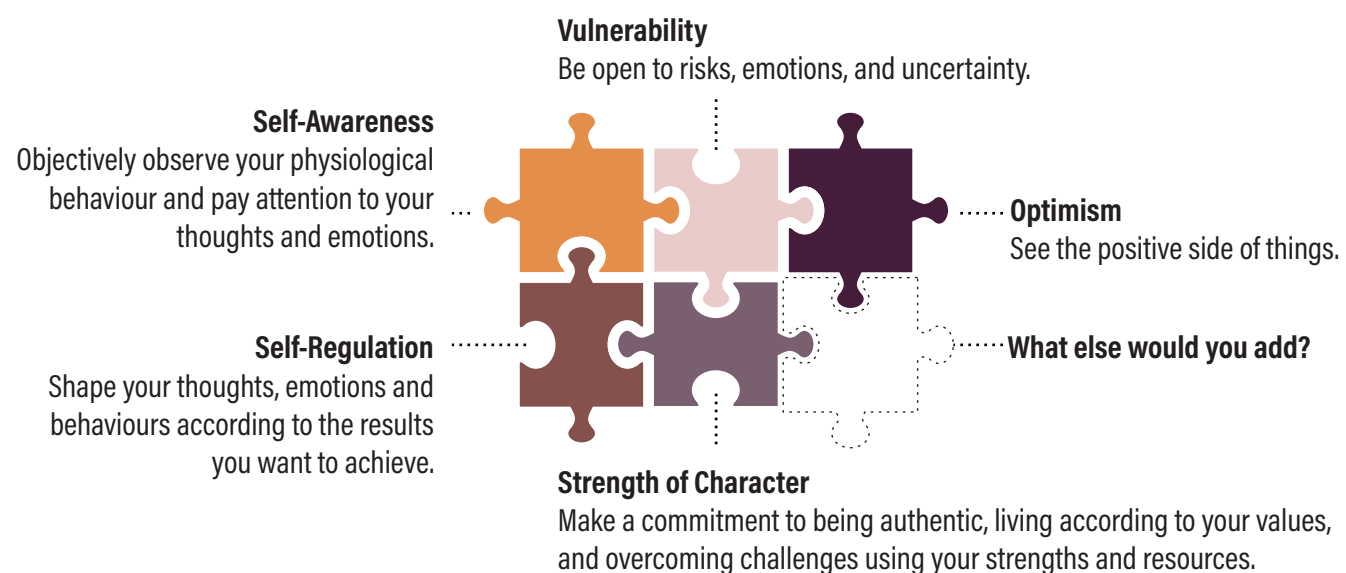 Vulnerability
Be open to risks, emotions, and uncertainty.
Self-Awareness
Objectively observe your physiological
behaviour and pay attention to your
thoughts and emotions.
Optimism
See the positive side of things.
Self-Regulation
Shape your thoughts, emotions and
behaviours according to the results
you want to achieve.
What else would you add?
Strength of Character
Make a commitment to being authentic, living according to your values,
and overcoming challenges using your strengths and resources.